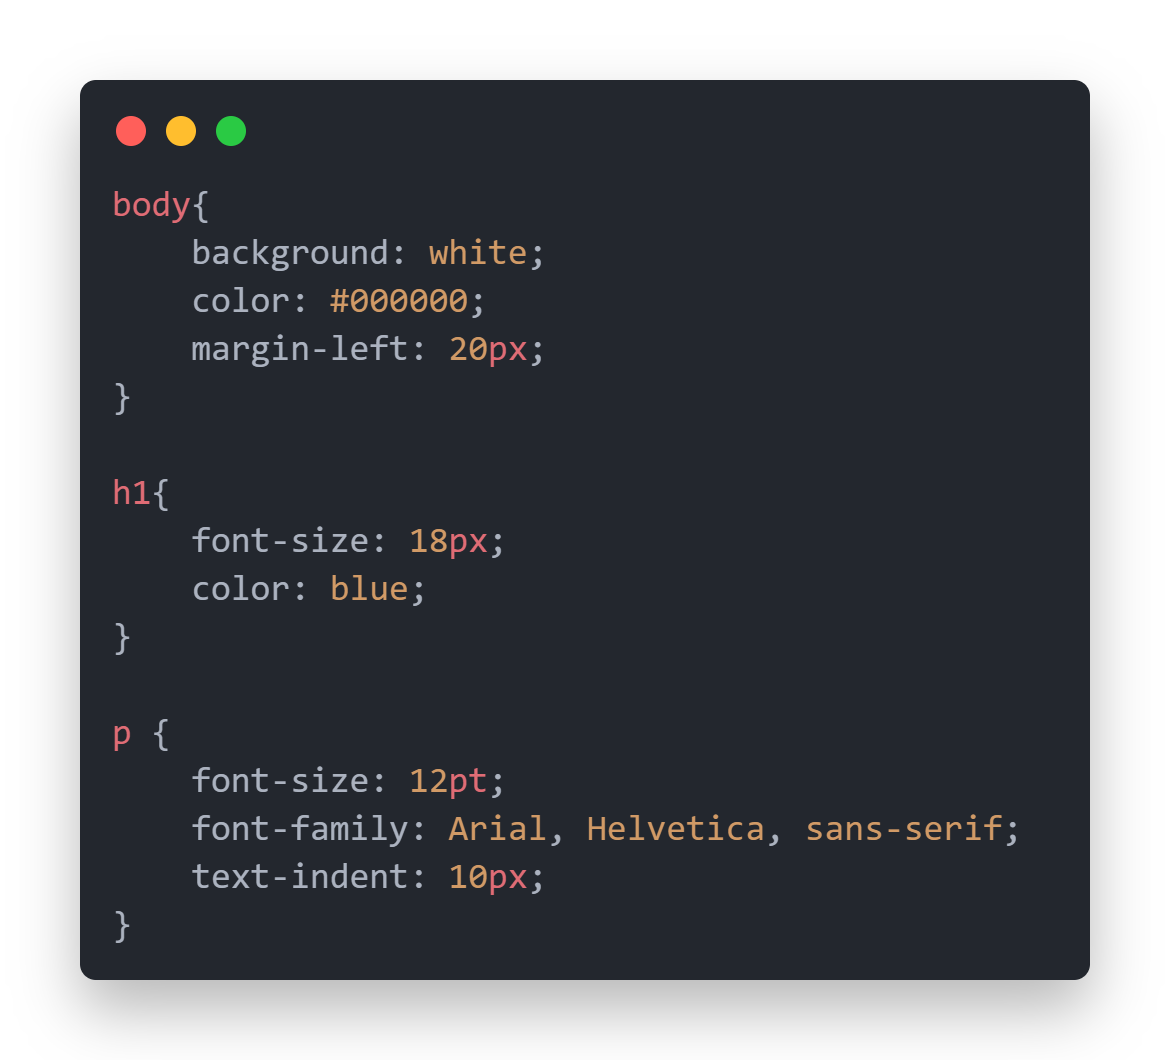 body{
    background: white;
    color: #000000;
    margin-left: 20px;
}

h1{
    font-size: 18px;
    color: blue;
}

p {
    font-size: 12pt;
    font-family: Arial, Helvetica, sans-serif;
    text-indent: 10px;
}